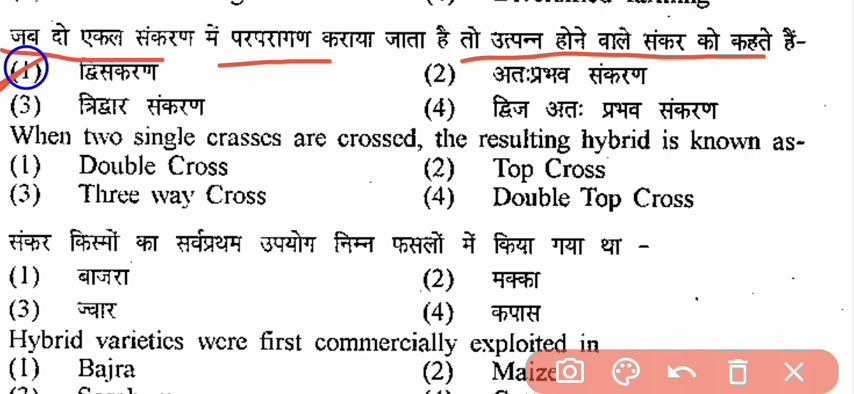 जब दो एकल संकरण में परपरागण कराया जाता है तो उत्पन्न होने वाले संकर को कहते हैं-
(1) द्विसंकरण (2) अतःप्रभव संकरण
(3) त्रिद्वार संकरण (4) द्विज अतः प्रभव संकरण
When two single crasses are crossed, the resulting hybrid is known as-
(1) Double Cross (2) Top Cross
(3) Three way Cross (4) Double Top Cross
संकर किस्मों का सर्वप्रथम उपयोग निम्न फसलों में किया गया था -
(1) बाजरा (2) मक्का
(3) ज्वार (4) कपास
Hybrid varieties were first commercially exploited in
(1) Bajra (2) Maize